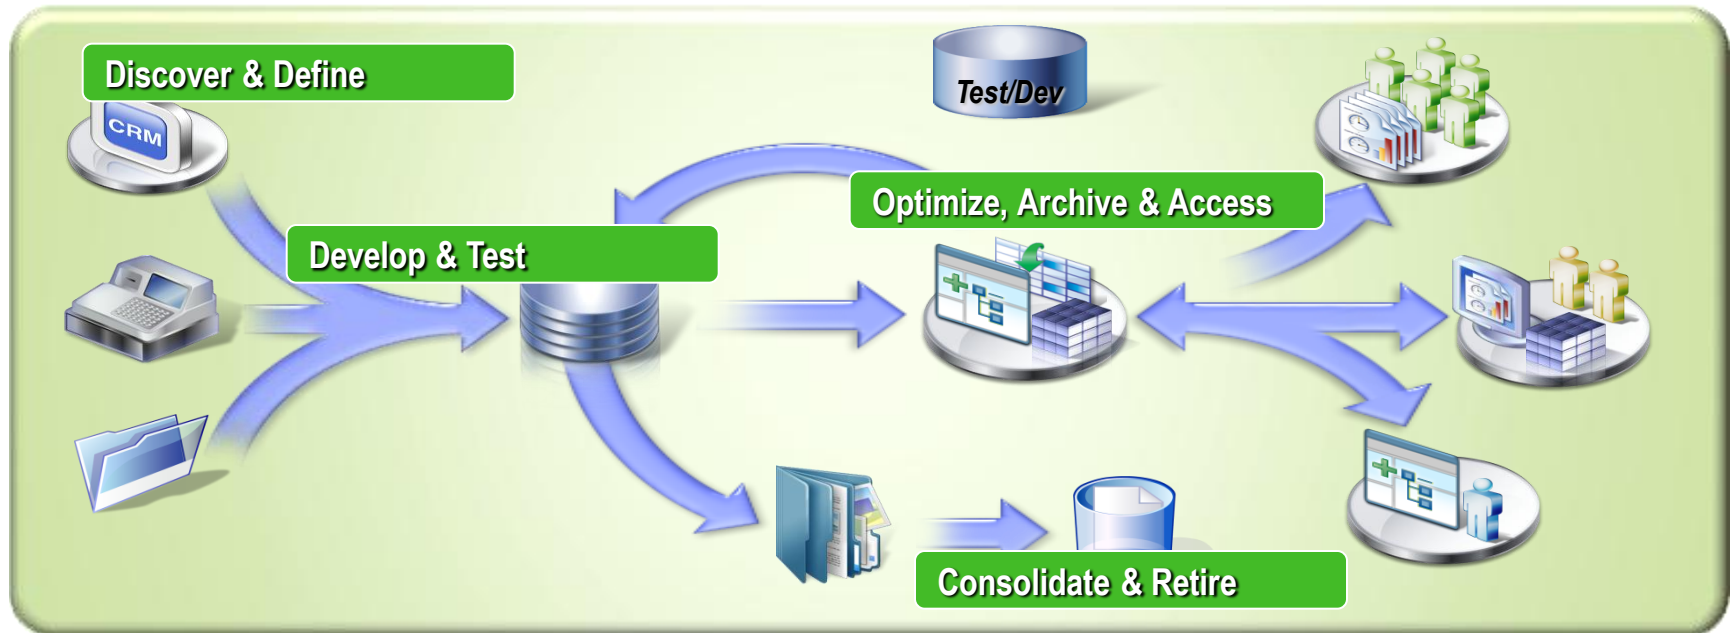 Discover & Define
Test/Dev
CRM
Optimize, Archive & Access
Develop & Test
Consolidate & Retire